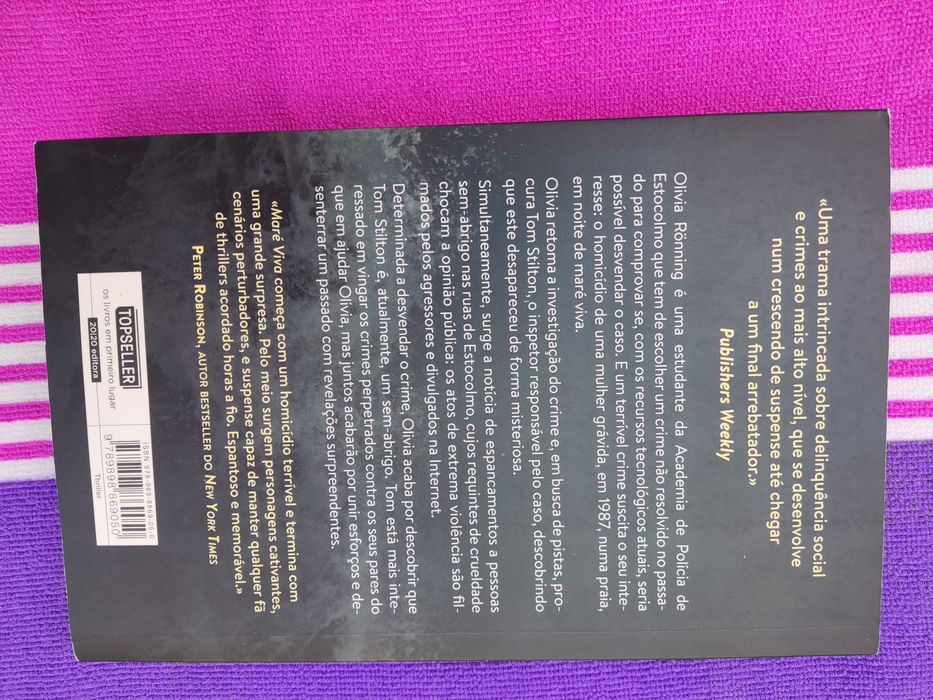 «Uma trama intrincada sobre delinquência social
e crimes ao mais alto nível, que se desenvolve
num crescendo de suspense até chegar
a um final arrebatador.»
Publishers Weekly
Olivia Rönning é uma estudante da Academia de Polícia de
Estocolmo que tem de escolher um crime não resolvido no passa-
do para comprovar se, com os recursos tecnológicos atuais, seria
possível desvendar o caso. E um terrível crime suscita o seu inte-
resse: o homicídio de uma mulher grávida, em 1987, numa praia,
em noite de maré viva.
Olivia retoma a investigação do crime e, em busca de pistas, pro-
cura Tom Stilton, o inspetor responsável pelo caso, descobrindo
que este desapareceu de forma misteriosa.
Simultaneamente, surge a notícia de espancamentos a pessoas
sem-abrigo nas ruas de Estocolmo, cujos requintes de crueldade
chocam a opinião pública: os atos de extrema violência são fil-
mados pelos agressores e divulgados na Internet.
Determinada a desvendar o crime, Olivia acaba por descobrir que
Tom Stilton é, atualmente, um sem-abrigo. Tom está mais inte-
ressado em vingar os crimes perpetrados contra os seus pares do
que em ajudar Olivia, mas juntos acabarão por unir esforços e de-
senterrar um passado com revelações surpreendentes.
«Maré Viva começa com um homicídio terrível e termina com
uma grande surpresa. Pelo meio surgem personagens cativantes,
cenários perturbadores, e suspense capaz de manter qualquer fã
de thrillers acordado horas a fio. Espantoso e memorável.»
PETER ROBINSON, AUTOR BESTSELLER DO NEW YORK TIMES
TOPSELLER
os livros em primeiro lugar
20|20 editora
ISBN 978-989-8869-05-0
9 789898 869050
Thriller